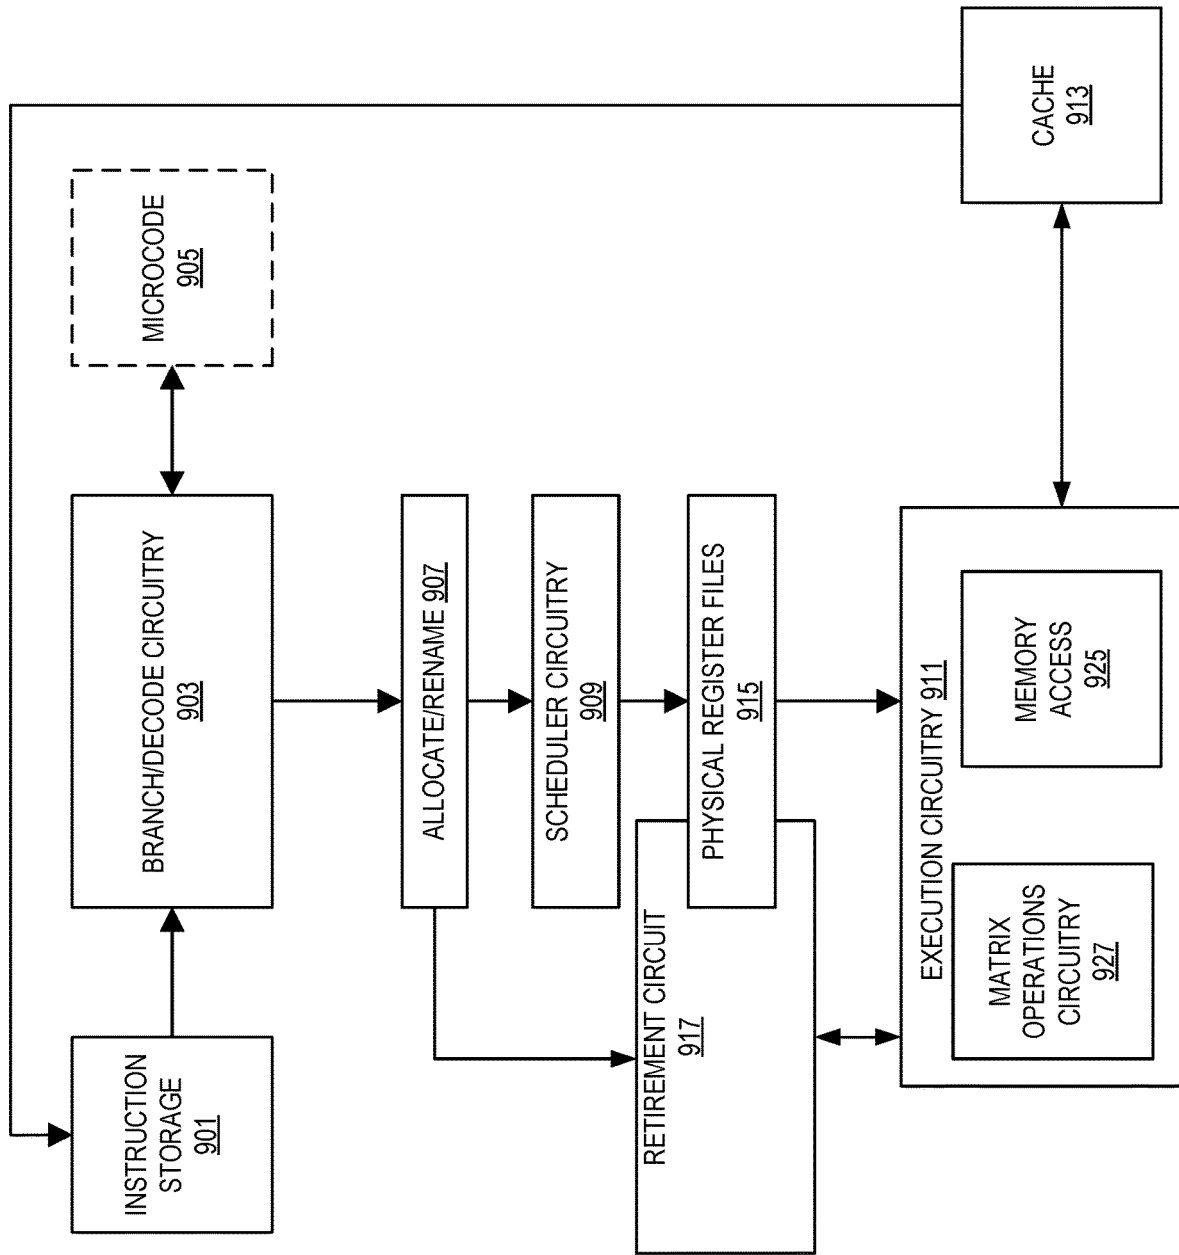 INSTRUCTION
STORAGE
901
BRANCH/DECODE CIRCUITRY
903
MICROCODE
905
ALLOCATE/RENAME 907
SCHEDULER CIRCUITRY
909
RETIREMENT CIRCUIT
917
PHYSICAL REGISTER FILES
915
EXECUTION CIRCUITRY 911
MATRIX
OPERATIONS
CIRCUITRY
927
MEMORY
ACCESS
925
CACHE
913